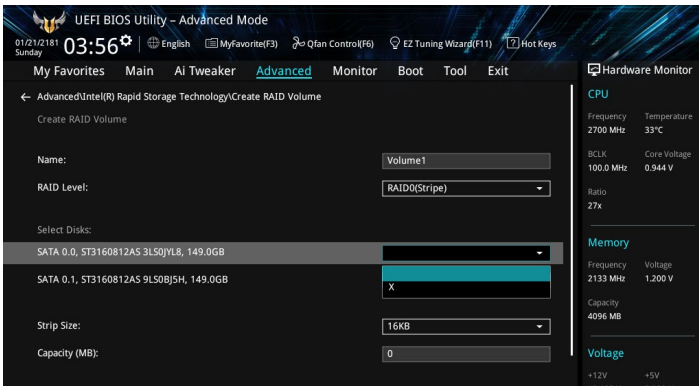 UEFI BIOS Utility – Advanced Mode
01/21/2181
Sunday
03:56
English
MyFavorite(F3)
Qfan Control(F6)
EZ Tuning Wizard(F11)
? Hot Keys
My Favorites Main Ai Tweaker Advanced Monitor Boot Tool Exit
← Advanced\Intel(R) Rapid Storage Technology\Create RAID Volume
Create RAID Volume
Name: Volume1
RAID Level: RAID0(Stripe)
Select Disks:
SATA 0.0, ST3160812AS 3LS0JYL8, 149.0GB
SATA 0.1, ST3160812AS 9LS0BJ5H, 149.0GB
X
Strip Size: 16KB
Capacity (MB): 0
Hardware Monitor
CPU
Frequency Temperature
2700 MHz 33°C
BCLK Core Voltage
100.0 MHz 0.944 V
Ratio
27x
Memory
Frequency Voltage
2133 MHz 1.200 V
Capacity
4096 MB
Voltage
+12V +5V